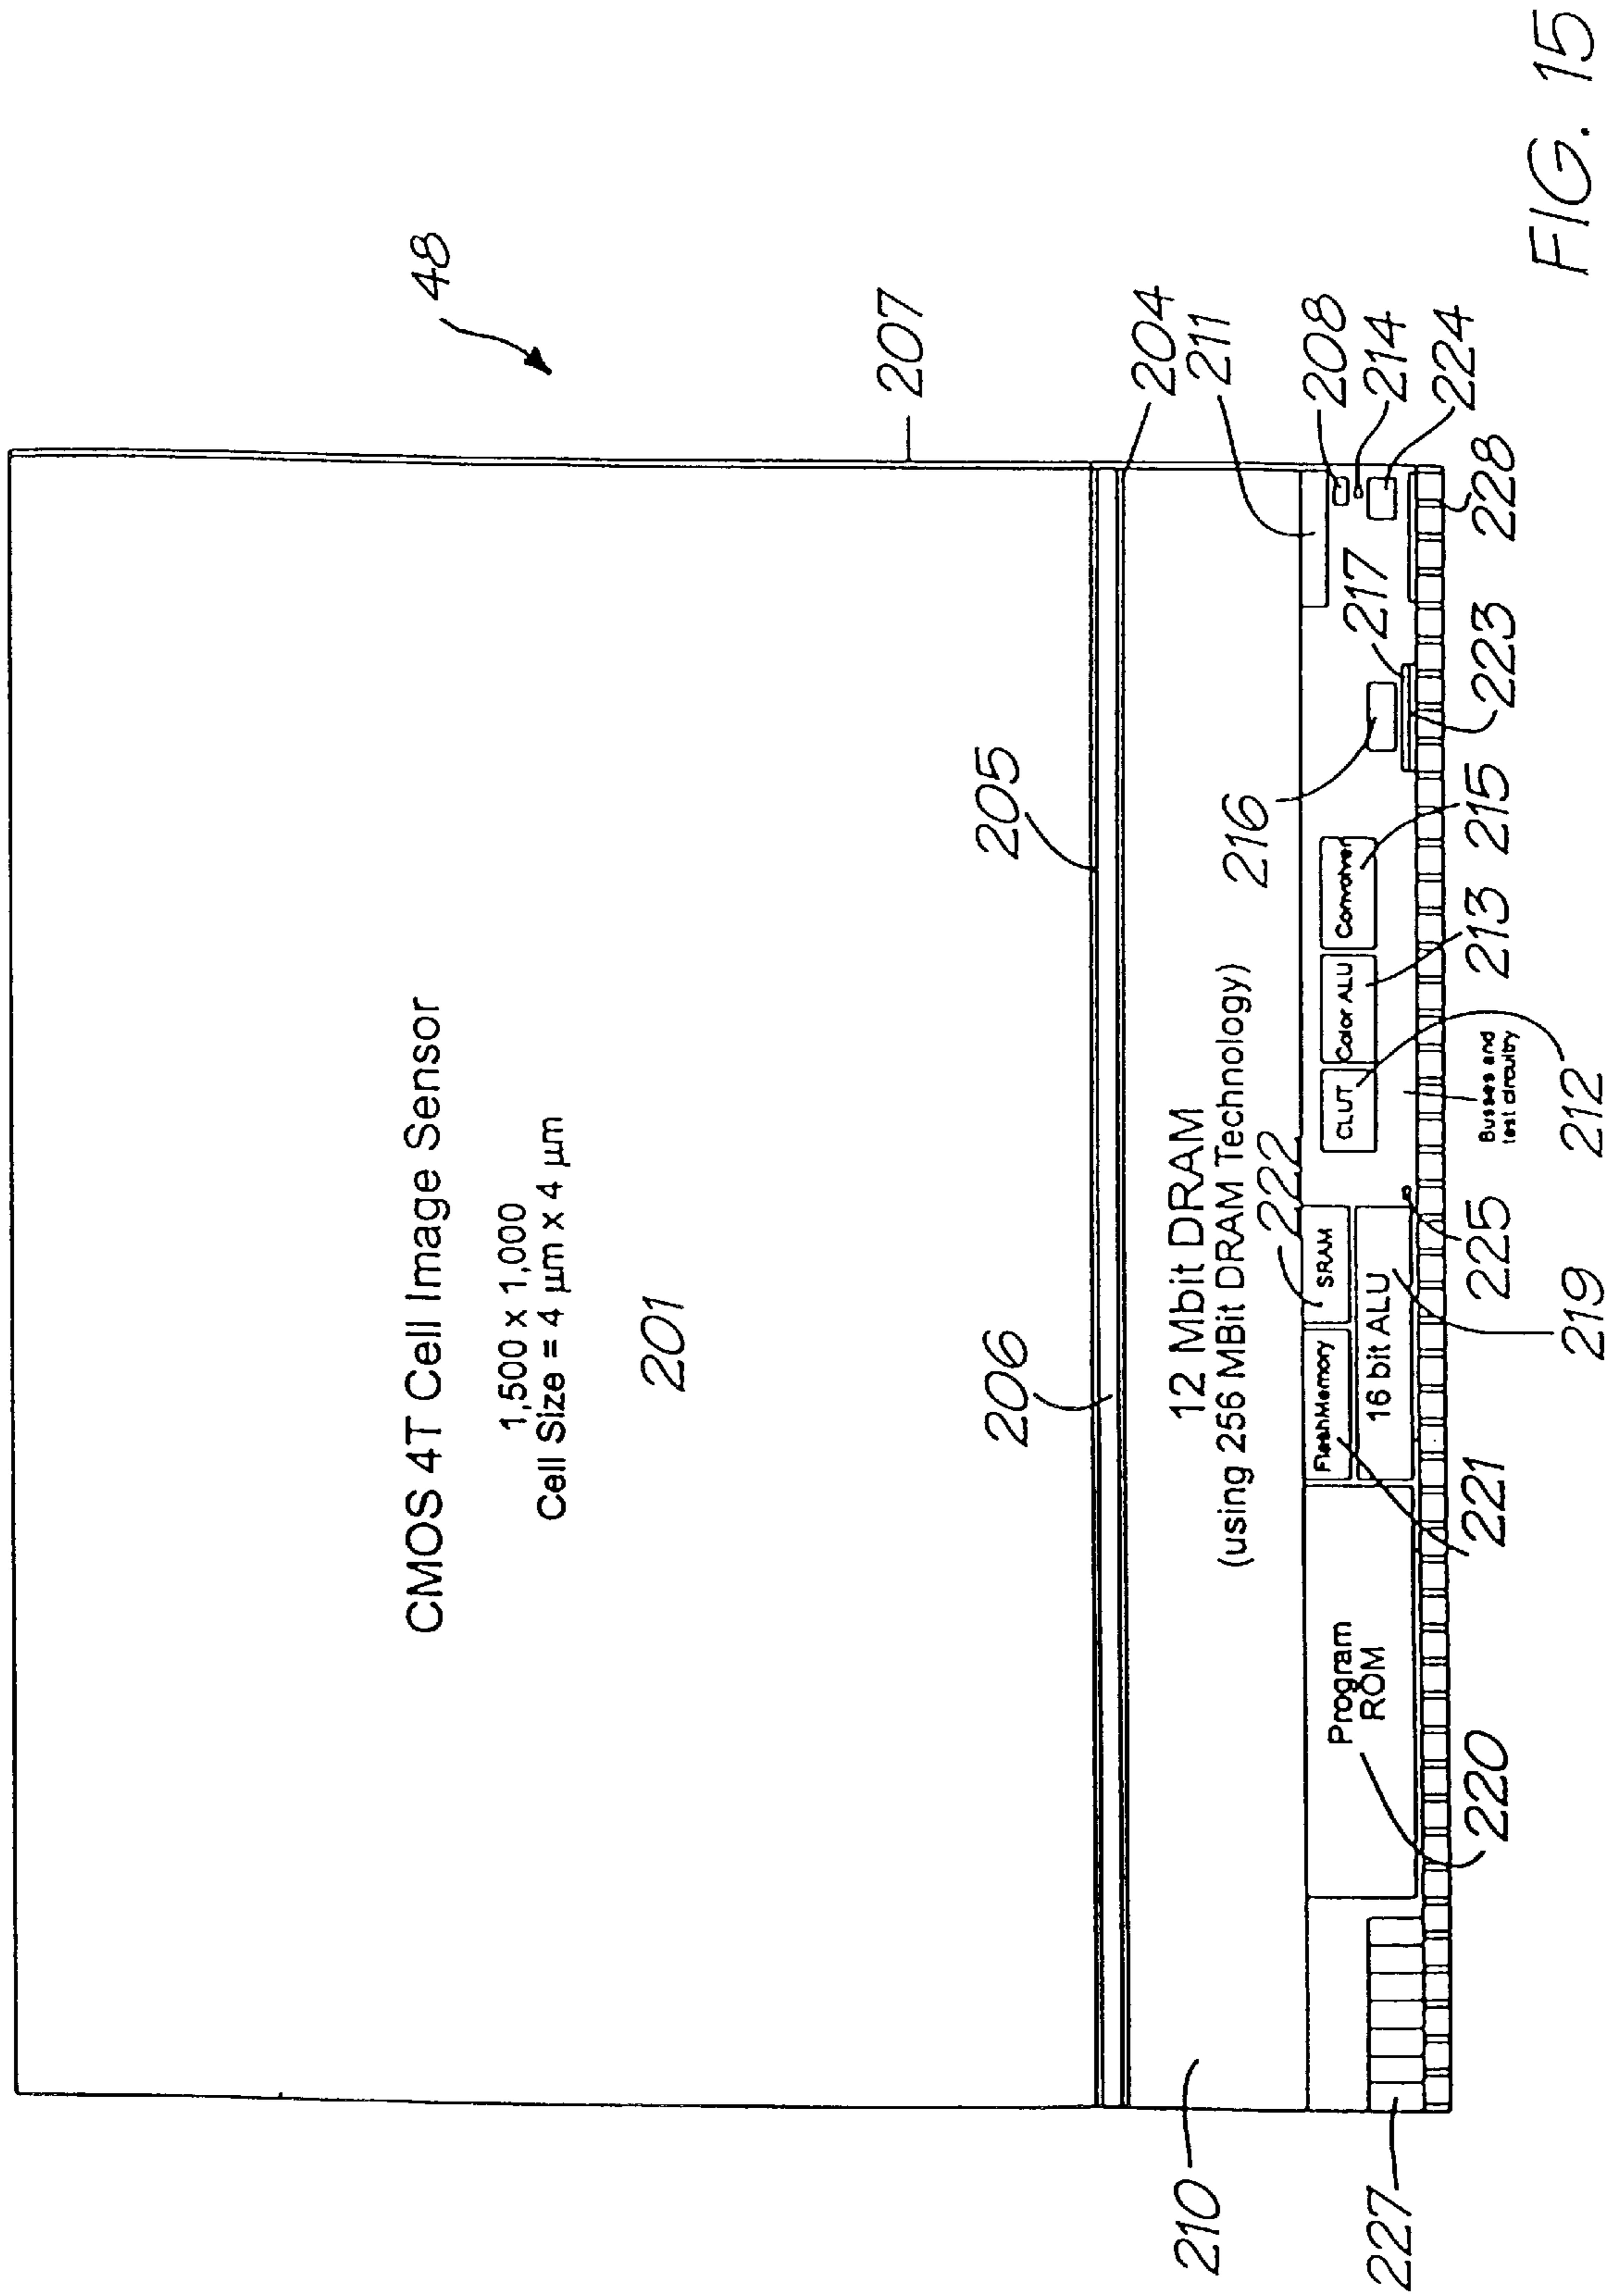 CMOS 4T Cell Image Sensor
1,500 x 1,000
Cell Size = 4 µm x 4 µm
201
48
207
205
206
204
211
12 Mbit DRAM
(using 256 MBit DRAM Technology)
210
222
216
217
208
214
224
228
223
Program
ROM
FlashMemory
SRAM
16 bit ALU
CLUT
Color ALU
Convolver
Busses and
test circuitry
227
220
221
219
225
212
213
215
FIG. 15